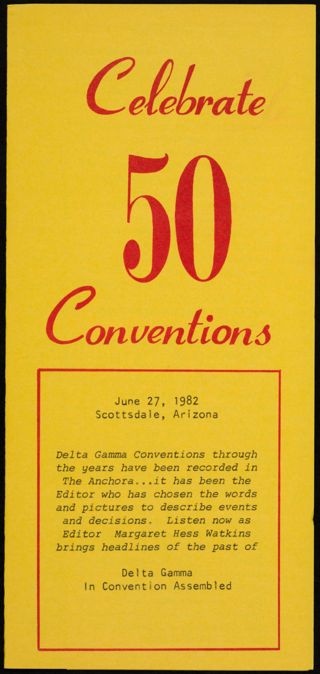 Celebrate
50
Conventions
June 27, 1982
Scottsdale, Arizona
Delta Gamma Conventions through
the years have been recorded in
The Anchora...it has been the
Editor who has chosen the words
and pictures to describe events
and decisions. Listen now as
Editor Margaret Hess Watkins
brings headlines of the past of
Delta Gamma
In Convention Assembled